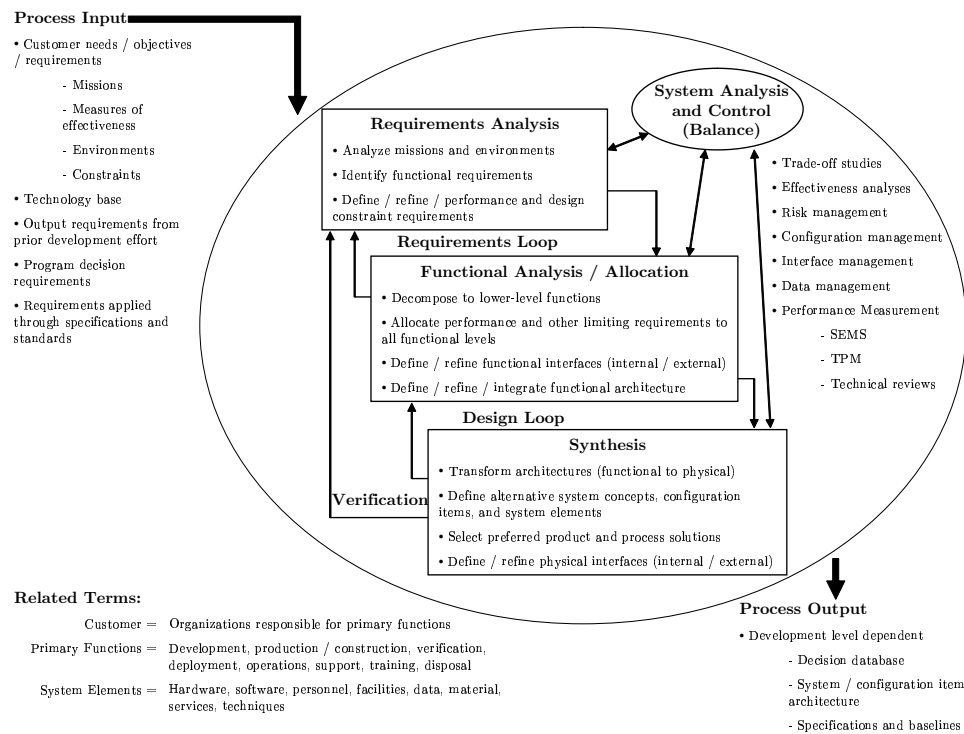 Process Input
• Customer needs / objectives
/ requirements
- Missions
- Measures of
effectiveness
- Environments
- Constraints
• Technology base
• Output requirements from
prior development effort
• Program decision
requirements
• Requirements applied
through specifications and
standards
System Analysis
and Control
(Balance)
• Trade-off studies
• Effectiveness analyses
• Risk management
• Configuration management
• Interface management
• Data management
• Performance Measurement
- SEMS
- TPM
- Technical reviews
Requirements Analysis
• Analyze missions and environments
• Identify functional requirements
• Define / refine / performance and design
constraint requirements
Requirements Loop
Functional Analysis / Allocation
• Decompose to lower-level functions
• Allocate performance and other limiting requirements to
all functional levels
• Define / refine functional interfaces (internal / external)
• Define / refine / integrate functional architecture
Design Loop
Synthesis
• Transform architectures (functional to physical)
• Define alternative system concepts, configuration
items, and system elements
• Select preferred product and process solutions
• Define / refine physical interfaces (internal / external)
Verification
Related Terms:
Customer = Organizations responsible for primary functions
Primary Functions = Development, production / construction, verification,
deployment, operations, support, training, disposal
System Elements = Hardware, software, personnel, facilities, data, material,
services, techniques
Process Output
• Development level dependent
- Decision database
- System / configuration item
architecture
- Specifications and baselines